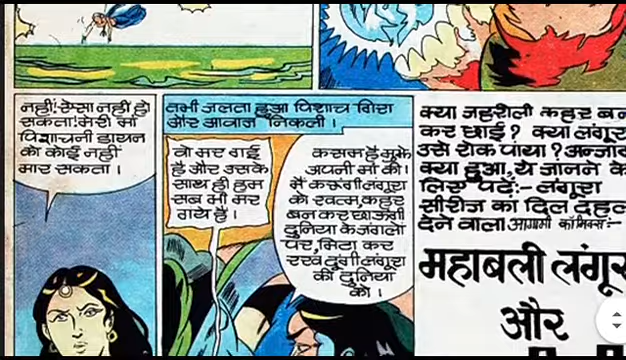 नहीं! ऐसा नहीं हो
सकता! मेरी माँ
पिशाचनी डायन
को कोई नहीं
मार सकता।
तभी जलता हुआ पिशाच गिरा
और आवाज निकली।
वो मर गई
है और उसके
साथ ही हम
सब भी मर
गये हैं।
कसम है मुझे
अपनी माँ की।
मैं करूंगी लंगूरा
को खत्म, कहर
बन कर छाऊंगी
दुनिया के जंगलों
पर, मिटा कर
रख दूंगी लंगूरा
की दुनिया
को।
क्या जहरीली कहर बन
कर छाई? क्या लंगूर
उसे रोक पाया? अन्जा
क्या हुआ, ये जानने के
लिए पढ़ें:- लंगूरा
सीरीज का दिल दहल
देने वाला आगामी कॉमिक्स:-
महाबली लंगूर
और